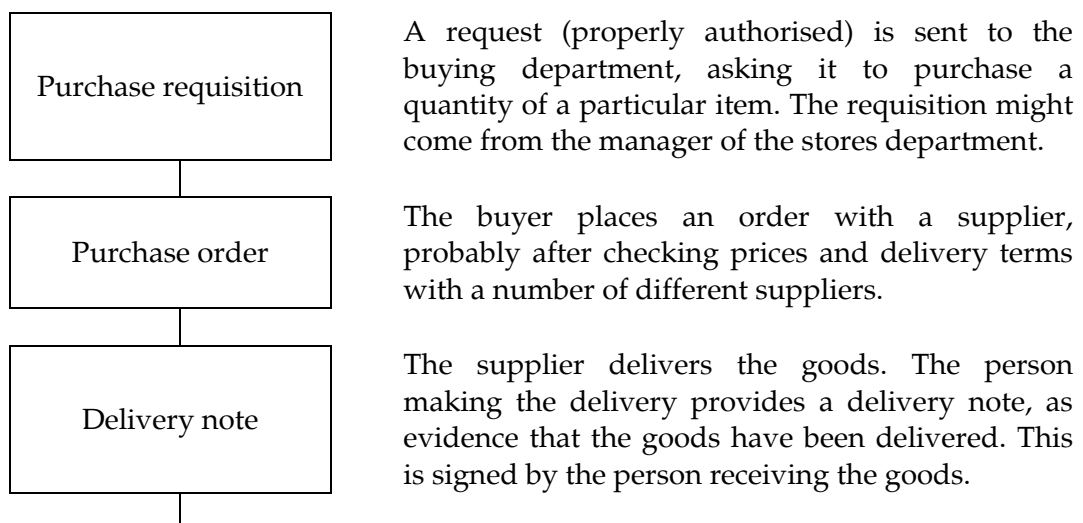 Purchase requisition
A request (properly authorised) is sent to the
buying department, asking it to purchase a
quantity of a particular item. The requisition might
come from the manager of the stores department.
Purchase order
The buyer places an order with a supplier,
probably after checking prices and delivery terms
with a number of different suppliers.
Delivery note
The supplier delivers the goods. The person
making the delivery provides a delivery note, as
evidence that the goods have been delivered. This
is signed by the person receiving the goods.